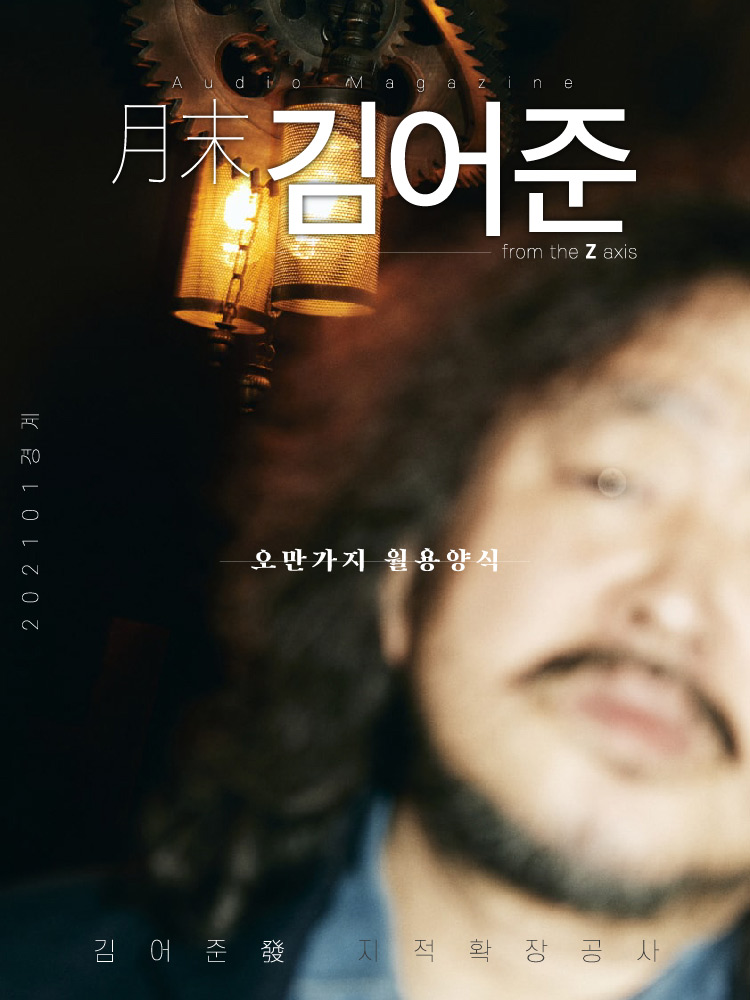 Audio Magazine
月末 김어준
from the Z axis
202101경계
오만가지 월용양식
김어준發 지적확장공사